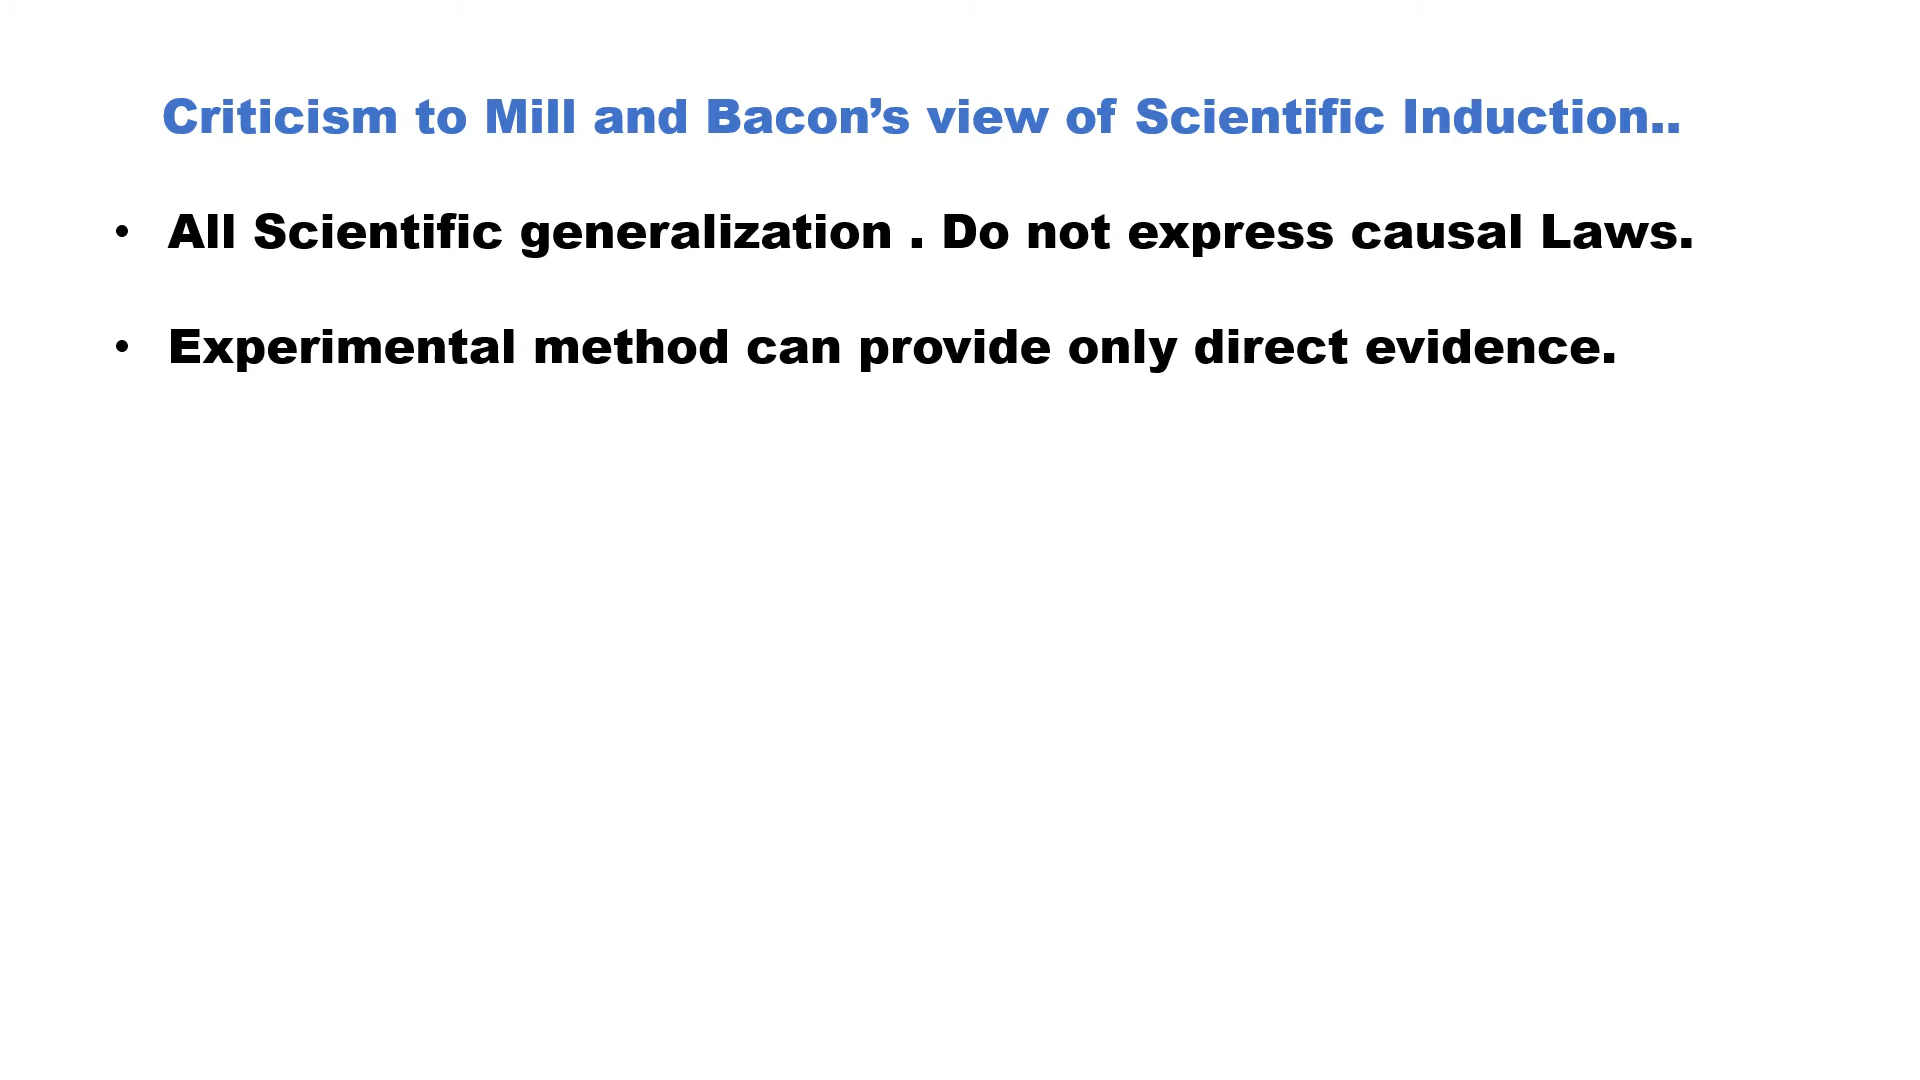 Criticism to Mill and Bacon’s view of Scientific Induction..
• All Scientific generalization . Do not express causal Laws.
• Experimental method can provide only direct evidence.